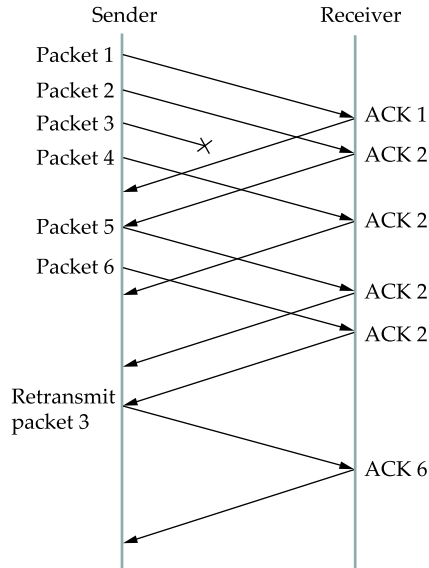 Sender
Receiver
Packet 1
Packet 2
Packet 3
Packet 4
Packet 5
Packet 6
Retransmit
packet 3
ACK 1
ACK 2
ACK 2
ACK 2
ACK 2
ACK 6